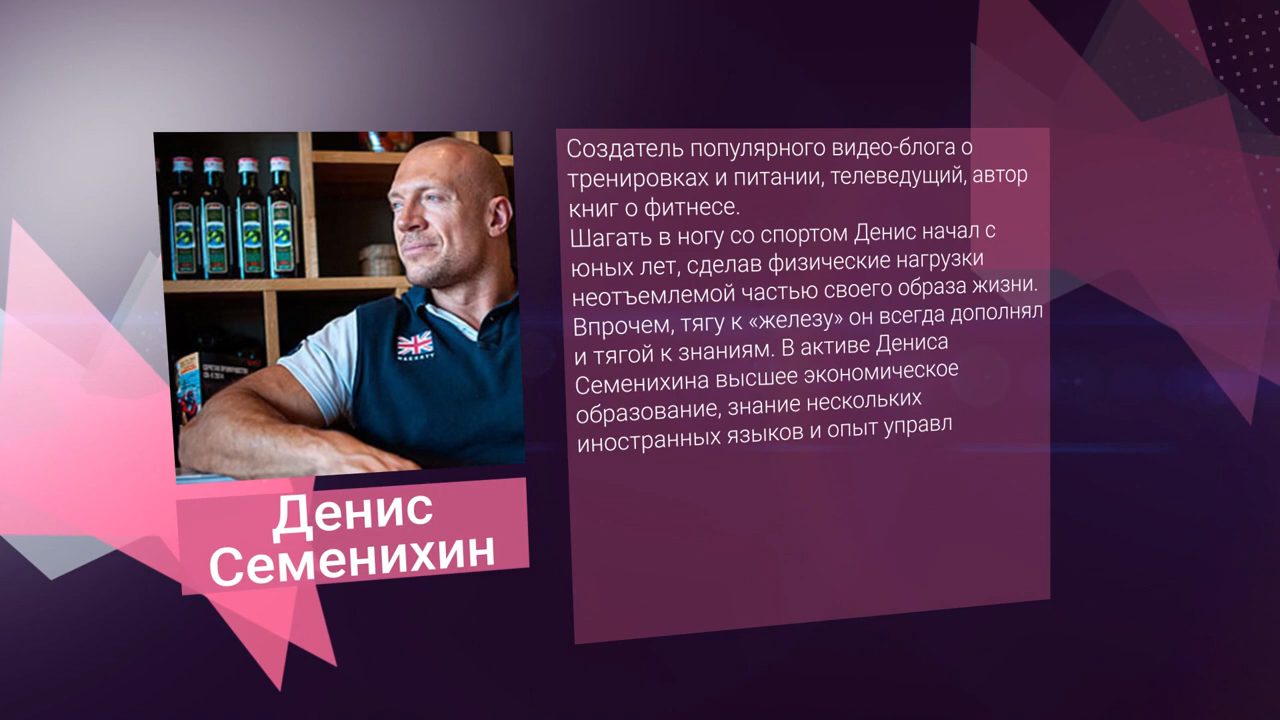 Создатель популярного видео-блога о
тренировках и питании, телеведущий, автор
книг о фитнесе.
Шагать в ногу со спортом Денис начал с
юных лет, сделав физические нагрузки
неотъемлемой частью своего образа жизни.
Впрочем, тягу к «железу» он всегда дополнял
и тягой к знаниям. В активе Дениса
Семенихина высшее экономическое
образование, знание нескольких
иностранных языков и опыт управл
HACKETT
Денис
Семенихин